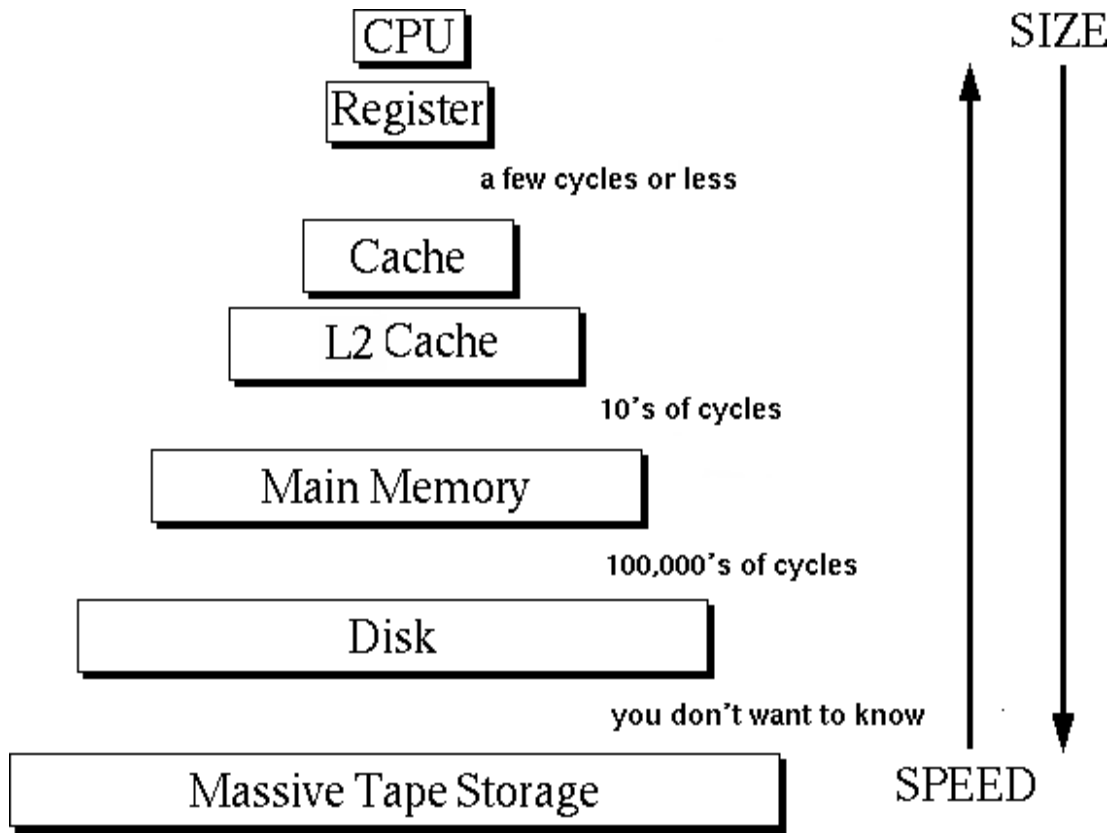 CPU
SIZE
Register
a few cycles or less
Cache
L2 Cache
10's of cycles
Main Memory
100,000's of cycles
Disk
you don't want to know
Massive Tape Storage
SPEED